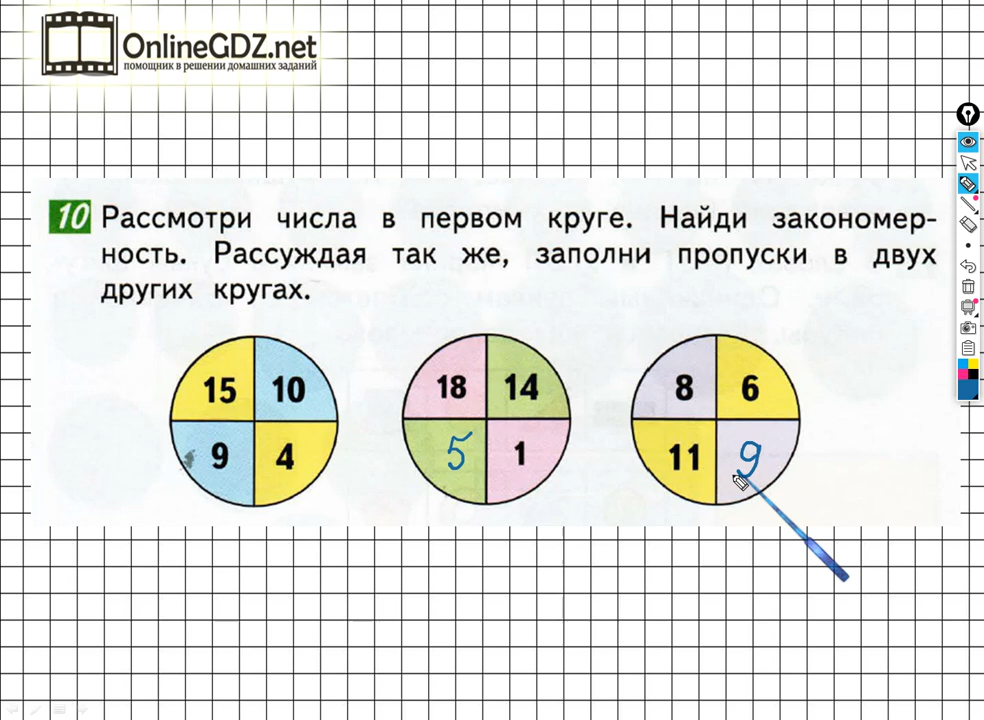 OnlineGDZ.net
помощник в решении домашних заданий
10 Рассмотри числа в первом круге. Найди закономер-
ность. Рассуждая так же, заполни пропуски в двух
других кругах.
15 10 18 14 8 6
9 4 5 1 11 9